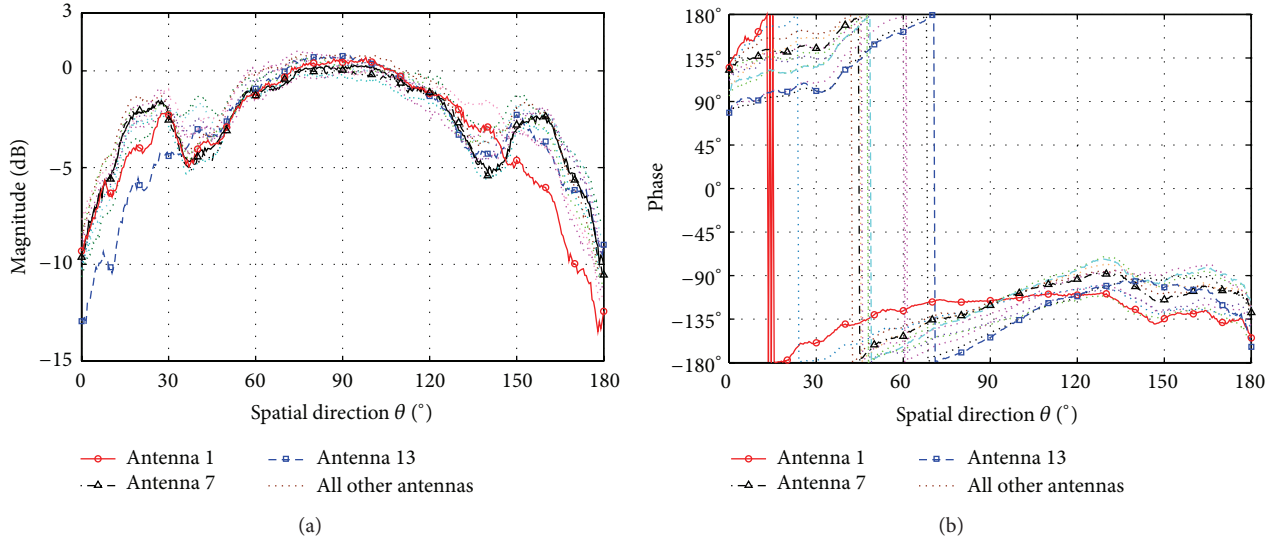 3
0
−5
−10
−15
Magnitude (dB)
0 30 60 90 120 150 180
Spatial direction θ (°)
Antenna 1
Antenna 7
Antenna 13
All other antennas
(a)
180°
135°
90°
45°
0°
−45°
−90°
−135°
−180°
Phase
0 30 60 90 120 150 180
Spatial direction θ (°)
Antenna 1
Antenna 7
Antenna 13
All other antennas
(b)